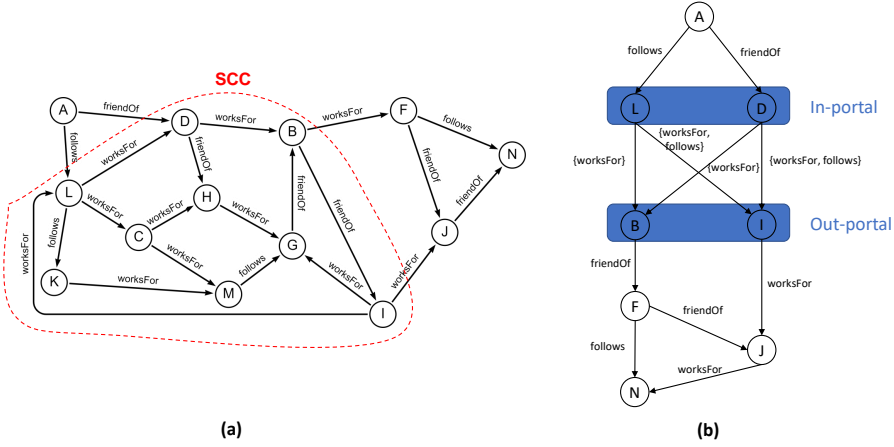 SCC
A
friendOf
D
worksFor
B
worksFor
F
follows
N
follows
worksFor
friendOf
friendOf
friendOf
L
worksFor
C
worksFor
H
worksFor
G
friendOf
friendOf
J
follows
worksFor
K
worksFor
worksFor
M
follows
worksFor
I
worksFor
(a)
A
follows
friendOf
L
D
In-portal
{worksFor,
follows}
{worksFor}
{worksFor}
{worksFor, follows}
B
I
Out-portal
friendOf
worksFor
F
friendOf
follows
J
worksFor
N
(b)